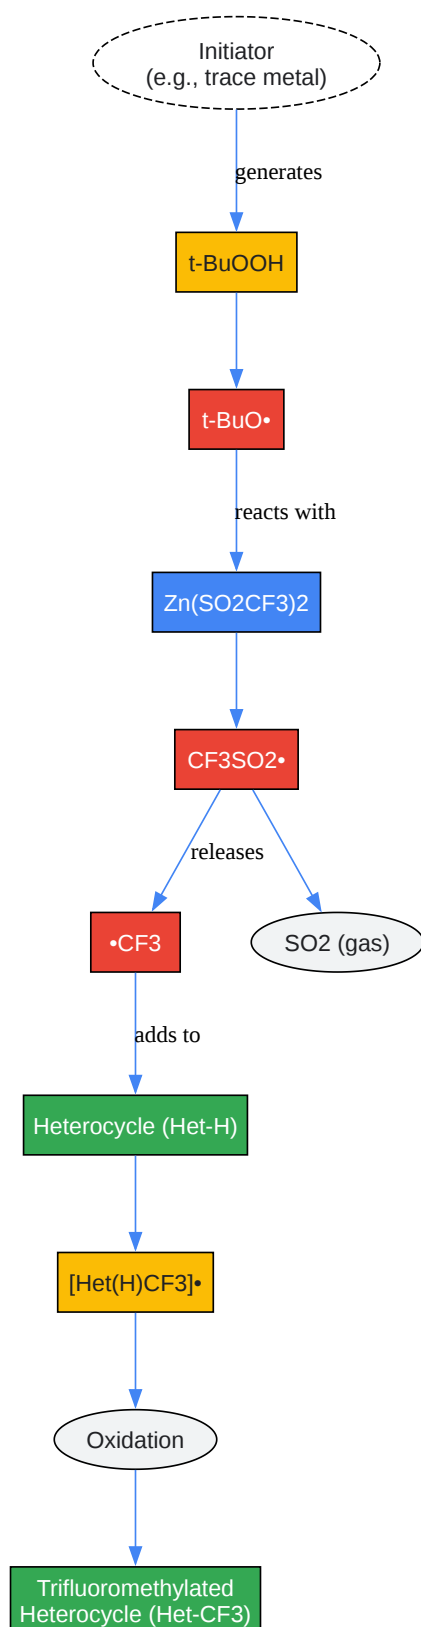 Initiator
(e.g., trace metal)
generates
t-BuOOH
t-BuO•
reacts with
Zn(SO2CF3)2
CF3SO2•
releases
•CF3
SO2 (gas)
adds to
Heterocycle (Het-H)
[Het(H)CF3]•
Oxidation
Trifluoromethylated
Heterocycle (Het-CF3)